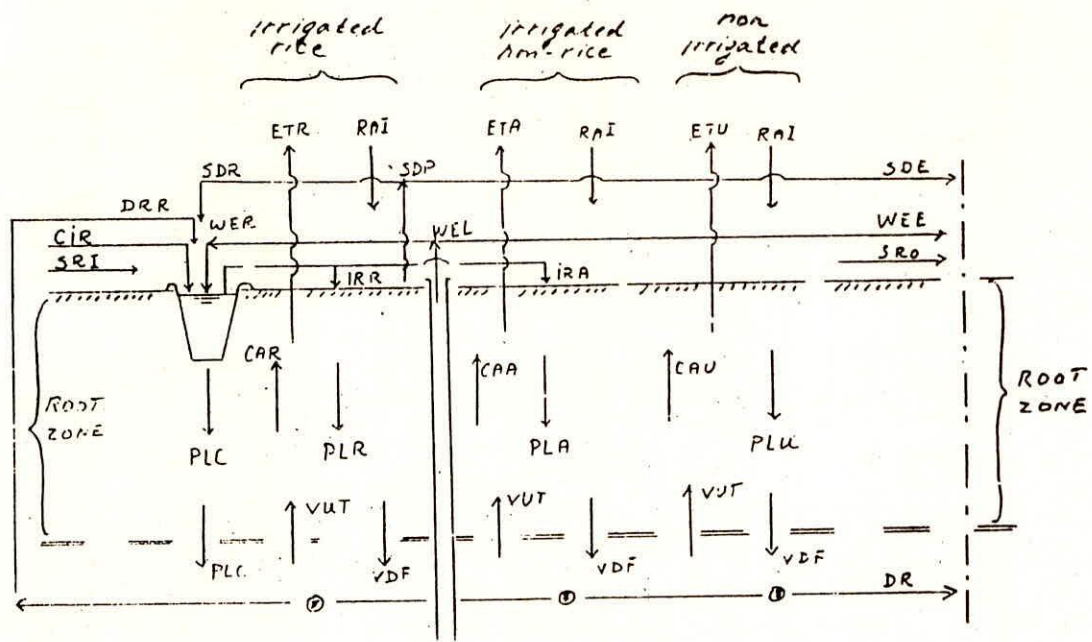 irrigated
rice
irrigated
non-rice
non
irrigated
ETR
RAI
ETA
RAI
ETU
RAI
SDR
SDP
SDE
DRR
WER
WEL
WEE
CIR
SRI
SRO
IRR
IRA
CAR
CAA
CAU
ROOT
ZONE
ROOT
ZONE
PLC
PLR
PLA
PLU
VUT
VUT
VUT
PLC
VDF
VDF
VDF
DR